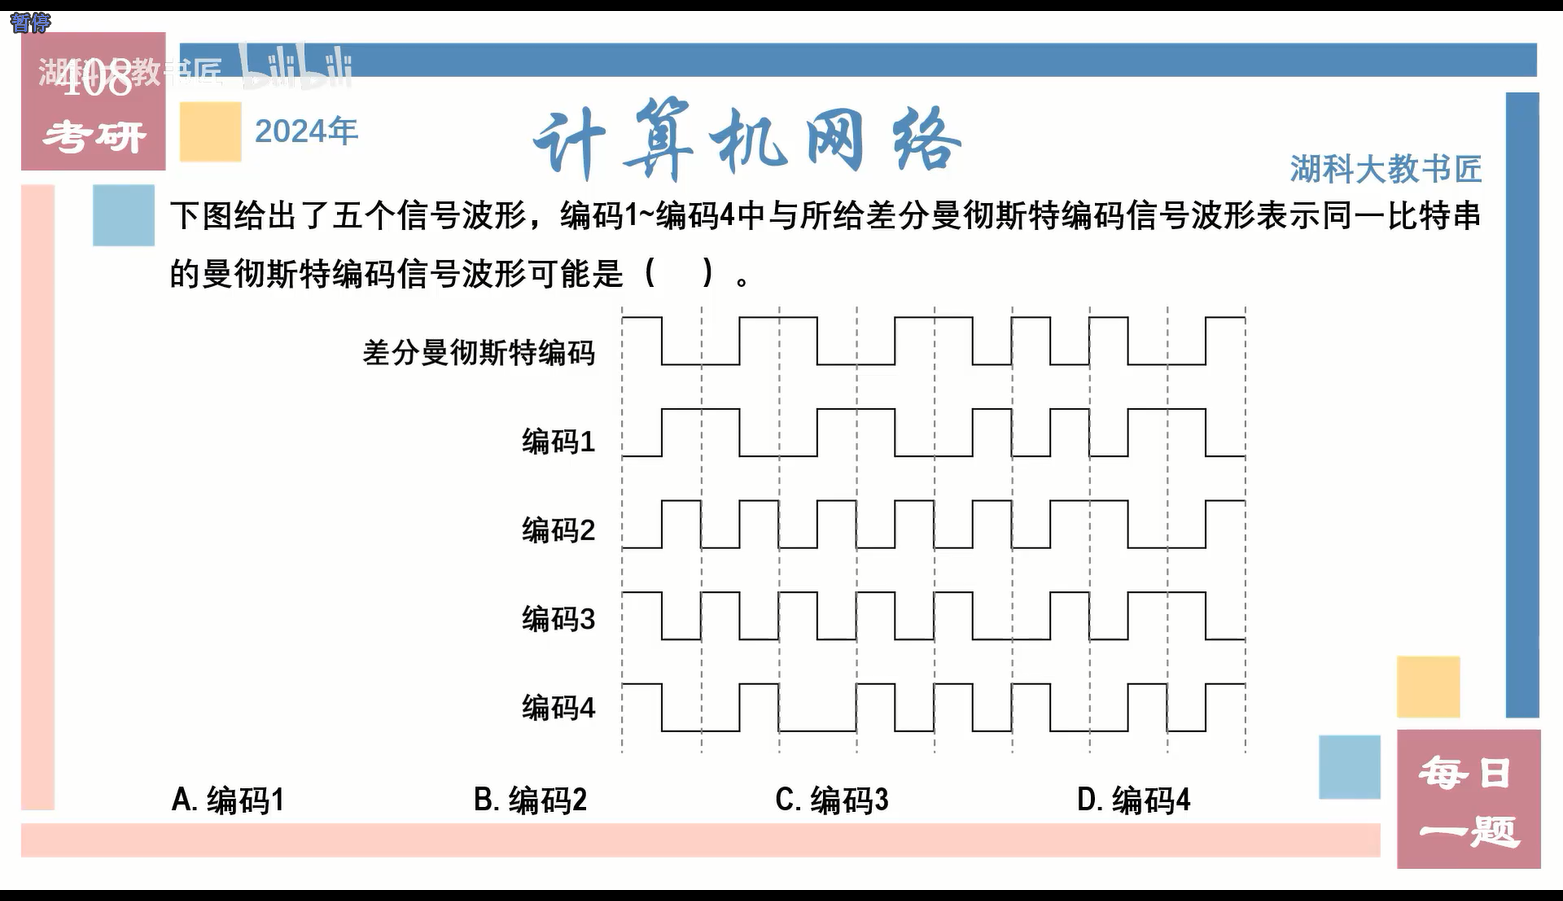 暂停
湖科大教书匠 bilibili
408
考研
2024年
计算机网络
湖科大教书匠
下图给出了五个信号波形，编码1~编码4中与所给差分曼彻斯特编码信号波形表示同一比特串
的曼彻斯特编码信号波形可能是（ ）。
差分曼彻斯特编码
编码1
编码2
编码3
编码4
A. 编码1 B. 编码2 C. 编码3 D. 编码4
每日
一题